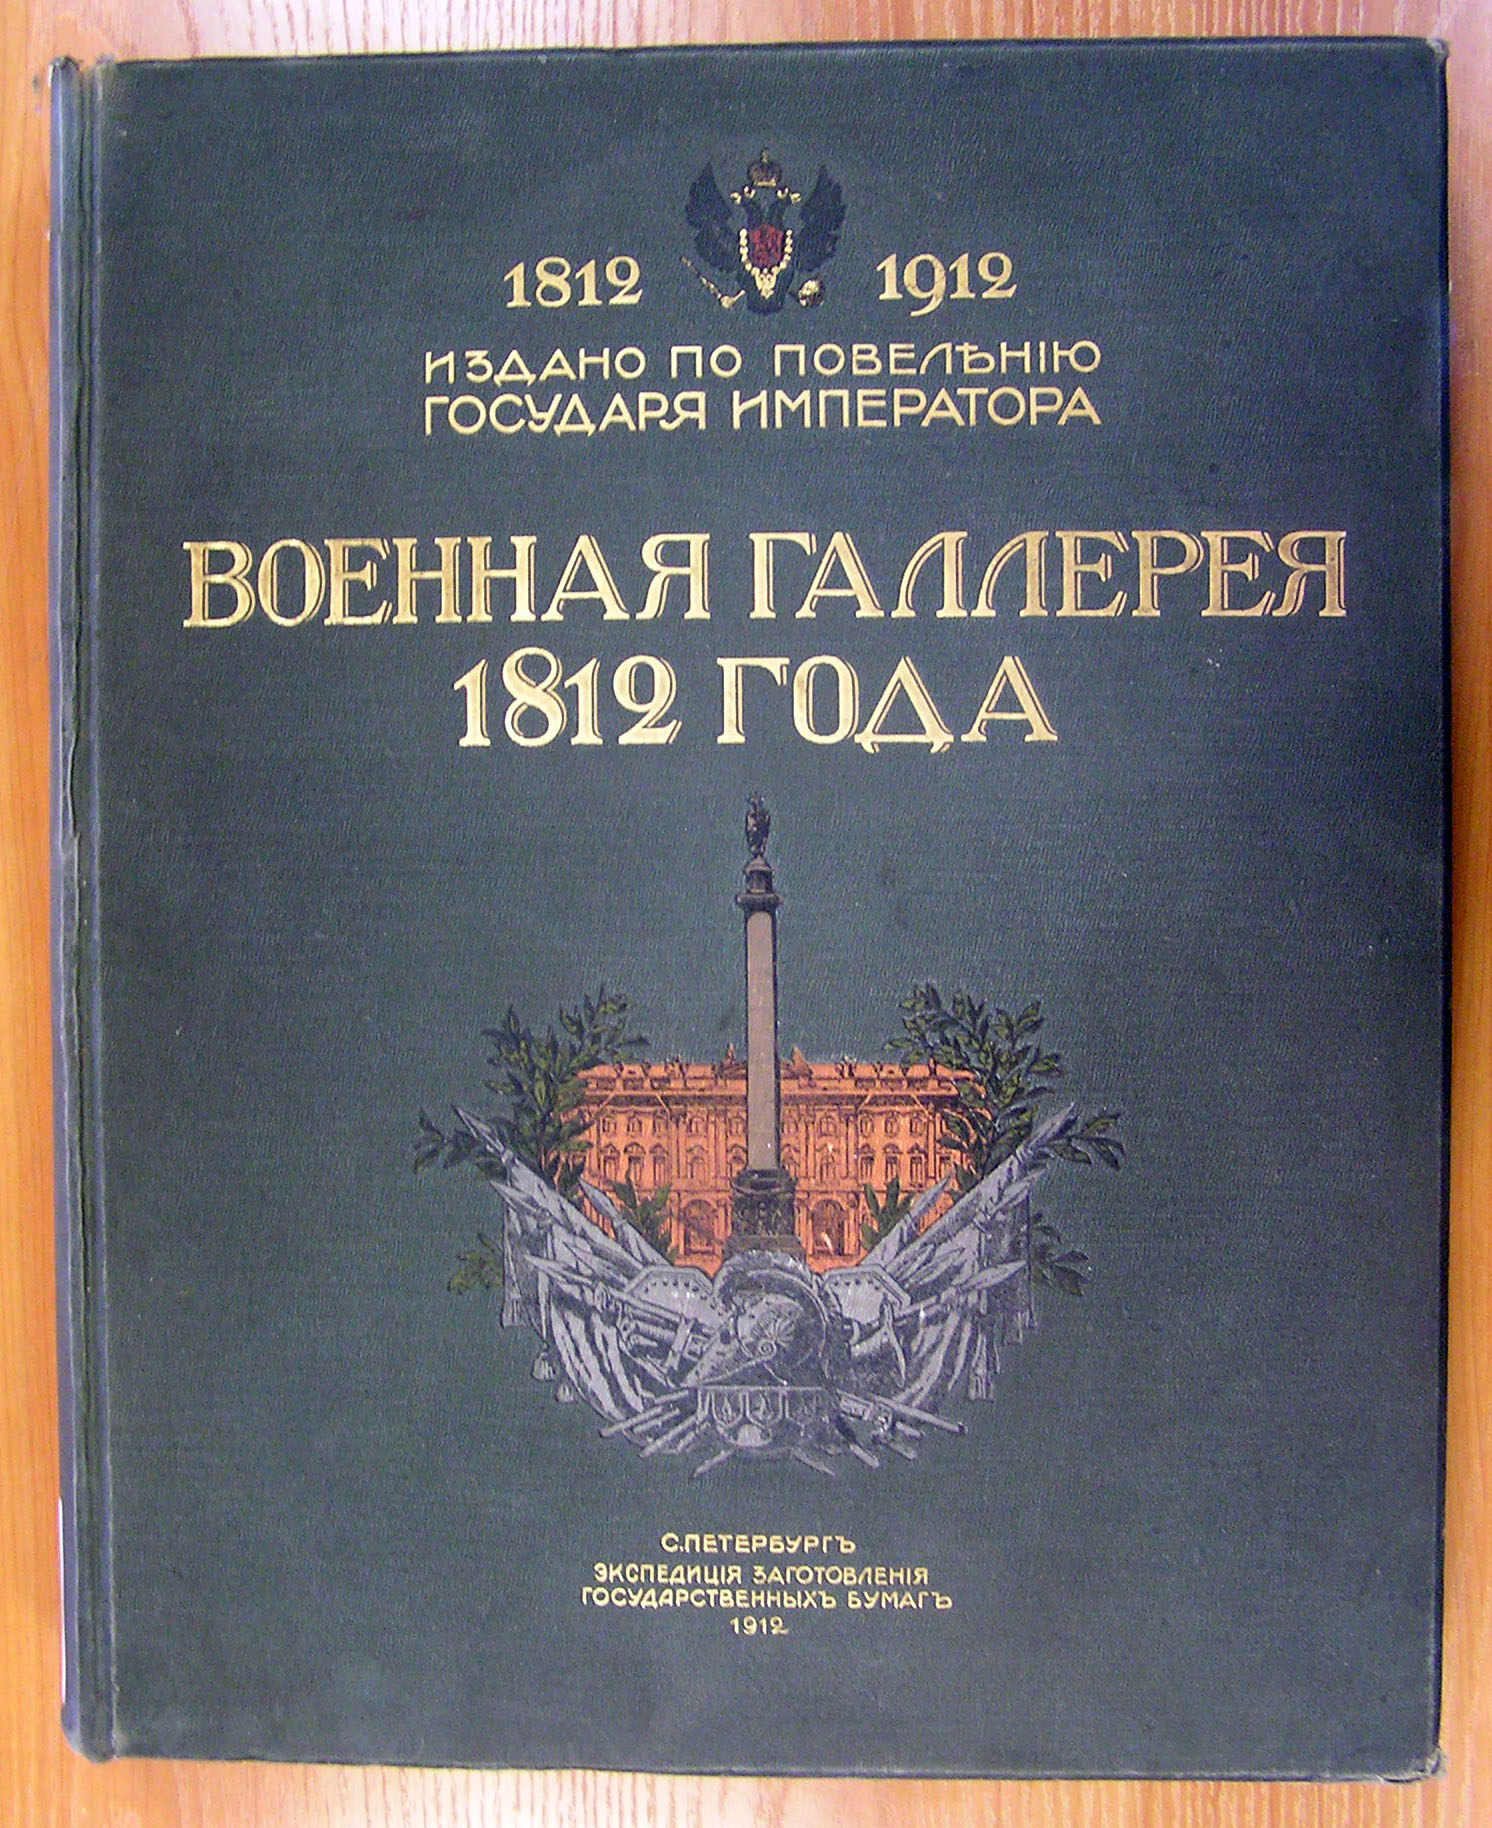 1812 1912
ИЗДАНО ПО ПОВЕЛѢНІЮ
ГОСУДАРЯ ИМПЕРАТОРА
ВОЕННАЯ ГАЛЛЕРЕЯ
1812 ГОДА
С.ПЕТЕРБУРГЪ
ЭКСПЕДИЦІЯ ЗАГОТОВЛЕНІЯ
ГОСУДАРСТВЕННЫХЪ БУМАГЪ
1912